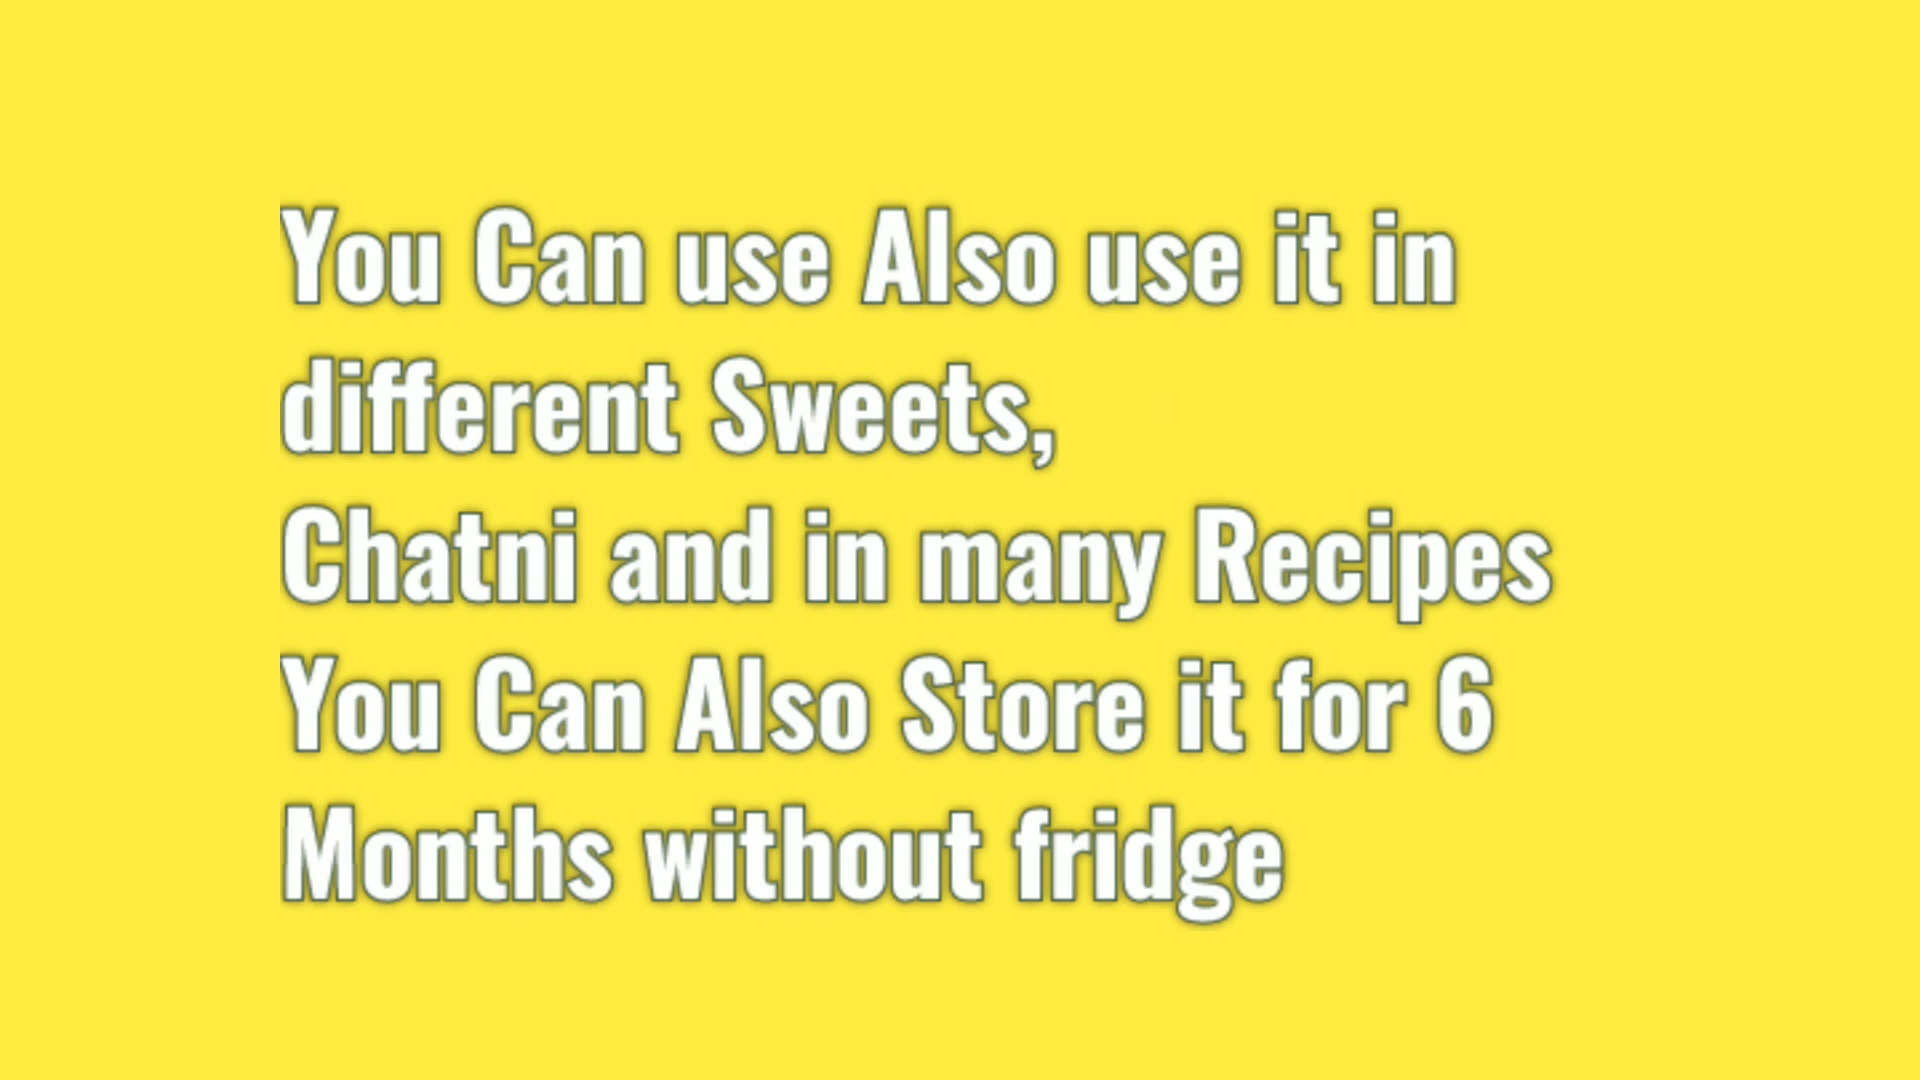 You Can use Also use it in
different Sweets,
Chatni and in many Recipes
You Can Also Store it for 6
Months without fridge